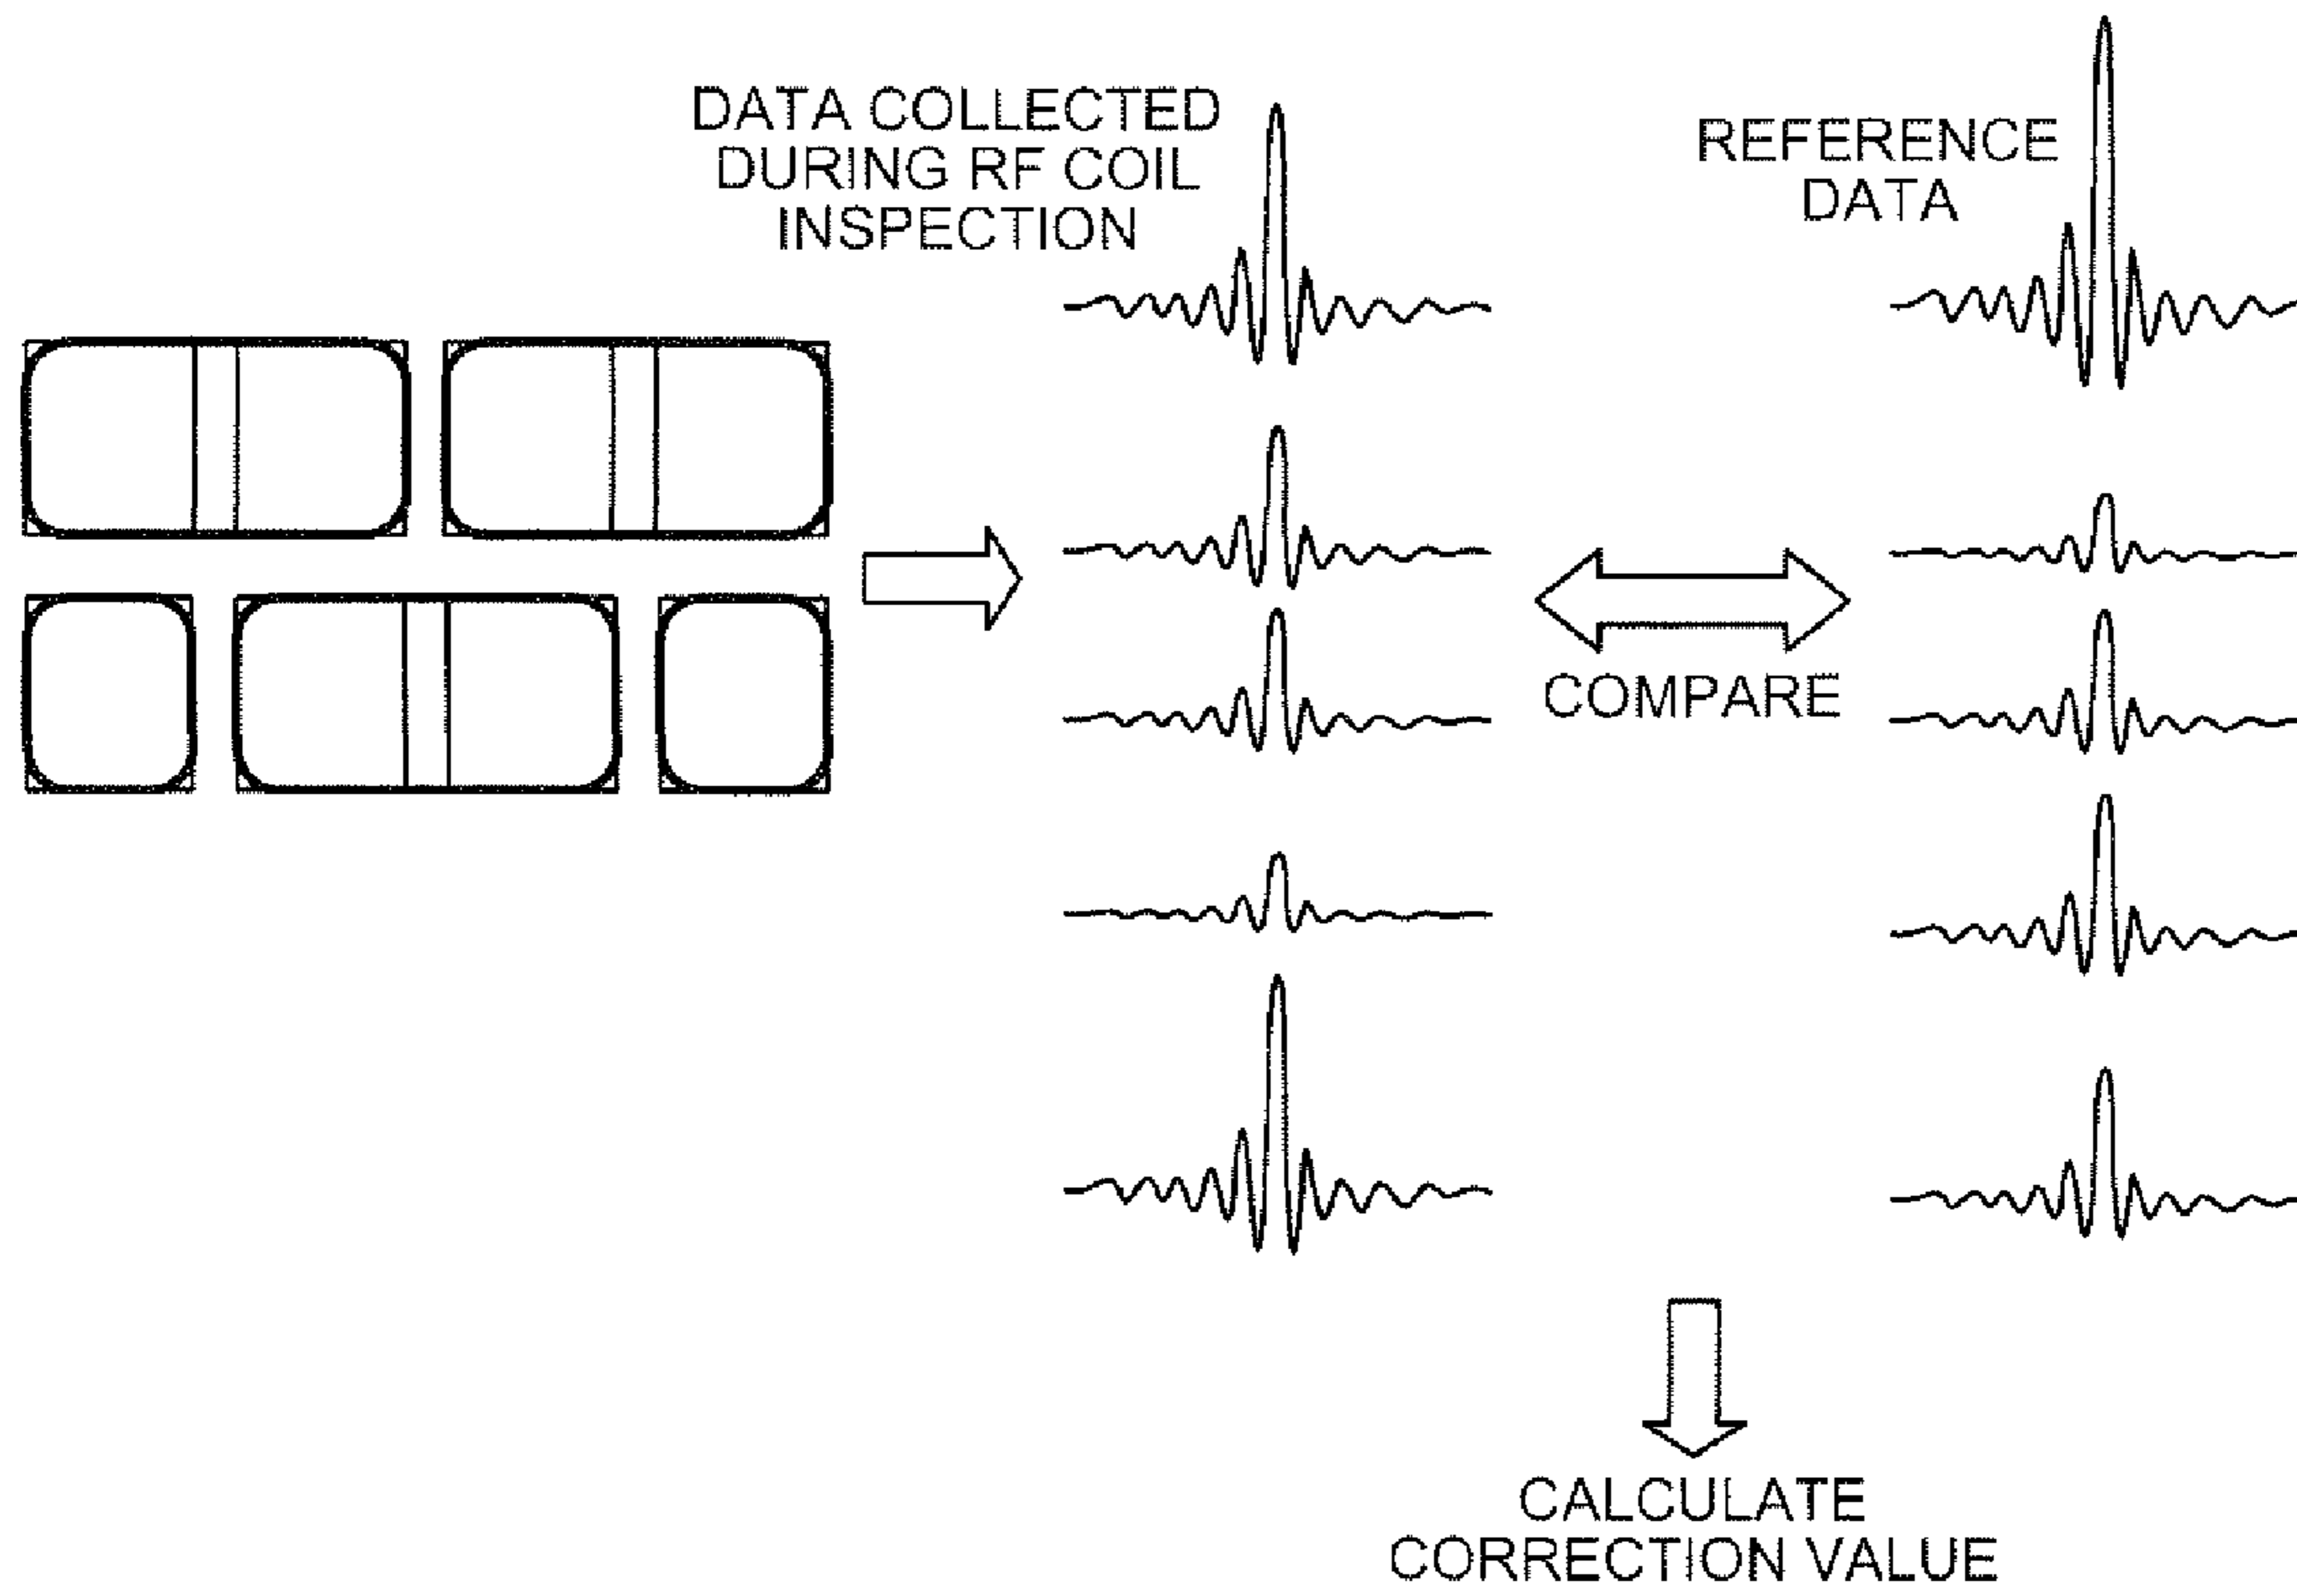 DATA COLLECTED
DURING RF COIL
INSPECTION
REFERENCE
DATA
COMPARE
CALCULATE
CORRECTION VALUE